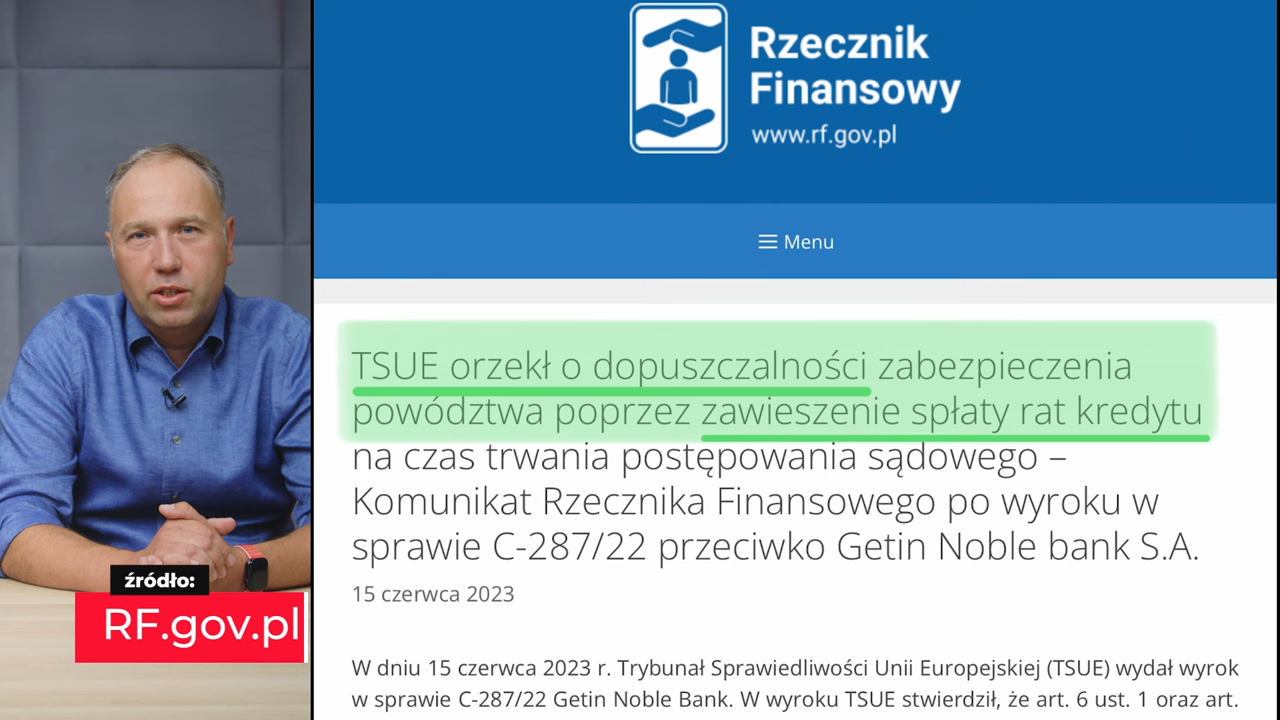 Rzecznik
Finansowy
www.rf.gov.pl
Menu
TSUE orzekł o dopuszczalności zabezpieczenia
powództwa poprzez zawieszenie spłaty rat kredytu
na czas trwania postępowania sądowego –
Komunikat Rzecznika Finansowego po wyroku w
sprawie C-287/22 przeciwko Getin Noble bank S.A.
15 czerwca 2023
W dniu 15 czerwca 2023 r. Trybunał Sprawiedliwości Unii Europejskiej (TSUE) wydał wyrok
w sprawie C-287/22 Getin Noble Bank. W wyroku TSUE stwierdził, że art. 6 ust. 1 oraz art.
źródło:
RF.gov.pl